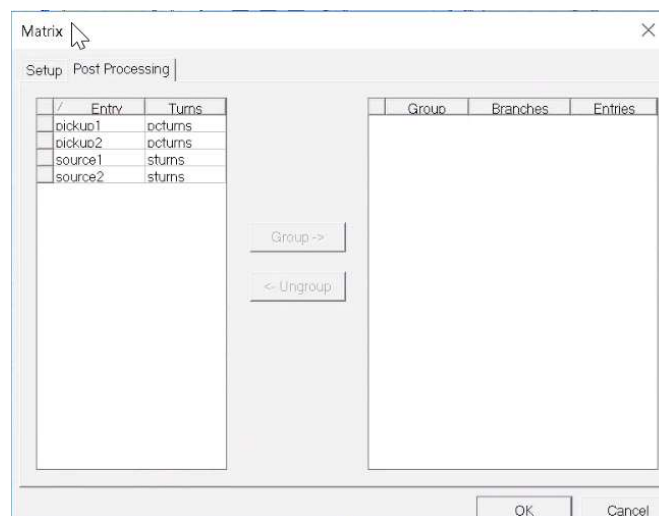 Matrix
Setup Post Processing
/ Entry Turns
pickup1 pcturns
pickup2 pcturns
source1 sturns
source2 sturns
Group Branches Entries
Group ->
<- Ungroup
OK Cancel